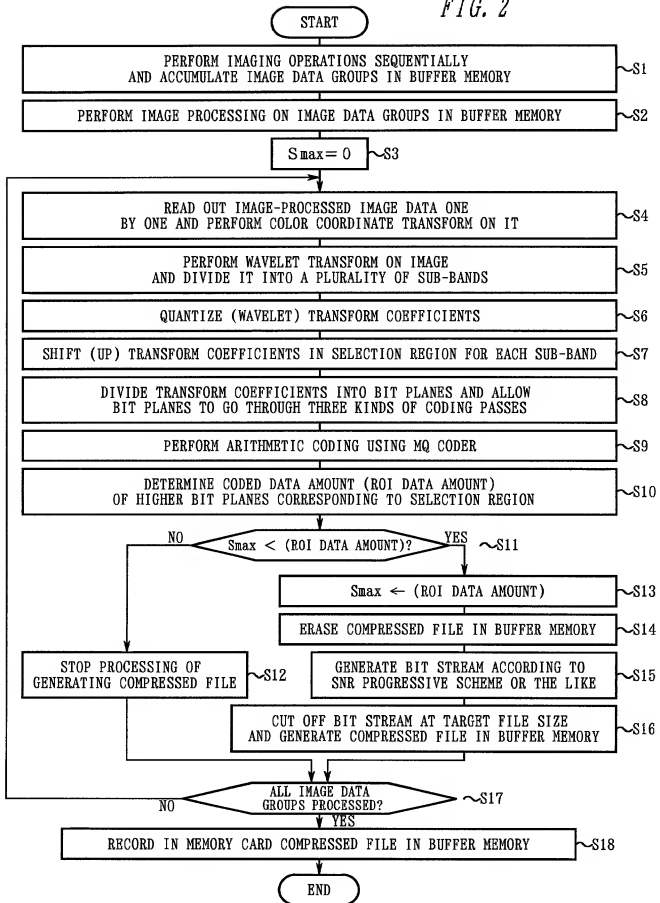 FIG. 2
START
PERFORM IMAGING OPERATIONS SEQUENTIALLY
AND ACCUMULATE IMAGE DATA GROUPS IN BUFFER MEMORY
S1
PERFORM IMAGE PROCESSING ON IMAGE DATA GROUPS IN BUFFER MEMORY
S2
Smax = 0
S3
READ OUT IMAGE-PROCESSED IMAGE DATA ONE
BY ONE AND PERFORM COLOR COORDINATE TRANSFORM ON IT
S4
PERFORM WAVELET TRANSFORM ON IMAGE
AND DIVIDE IT INTO A PLURALITY OF SUB-BANDS
S5
QUANTIZE (WAVELET) TRANSFORM COEFFICIENTS
S6
SHIFT (UP) TRANSFORM COEFFICIENTS IN SELECTION REGION FOR EACH SUB-BAND
S7
DIVIDE TRANSFORM COEFFICIENTS INTO BIT PLANES AND ALLOW
BIT PLANES TO GO THROUGH THREE KINDS OF CODING PASSES
S8
PERFORM ARITHMETIC CODING USING MQ CODER
S9
DETERMINE CODED DATA AMOUNT (ROI DATA AMOUNT)
OF HIGHER BIT PLANES CORRESPONDING TO SELECTION REGION
S10
NO
Smax < (ROI DATA AMOUNT)?
YES
S11
Smax ← (ROI DATA AMOUNT)
S13
ERASE COMPRESSED FILE IN BUFFER MEMORY
S14
STOP PROCESSING OF
GENERATING COMPRESSED FILE
S12
GENERATE BIT STREAM ACCORDING TO
SNR PROGRESSIVE SCHEME OR THE LIKE
S15
CUT OFF BIT STREAM AT TARGET FILE SIZE
AND GENERATE COMPRESSED FILE IN BUFFER MEMORY
S16
ALL IMAGE DATA
GROUPS PROCESSED?
S17
NO
YES
RECORD IN MEMORY CARD COMPRESSED FILE IN BUFFER MEMORY
S18
END